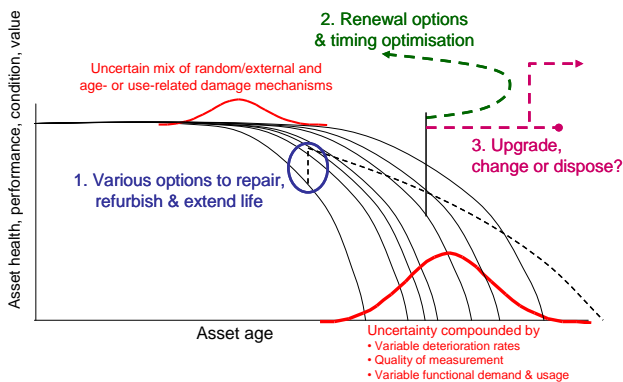 2. Renewal options
& timing optimisation
Uncertain mix of random/external and
age- or use-related damage mechanisms
3. Upgrade,
change or dispose?
1. Various options to repair,
refurbish & extend life
Asset health, performance, condition, value
Asset age
Uncertainty compounded by
• Variable deterioration rates
• Quality of measurement
• Variable functional demand & usage